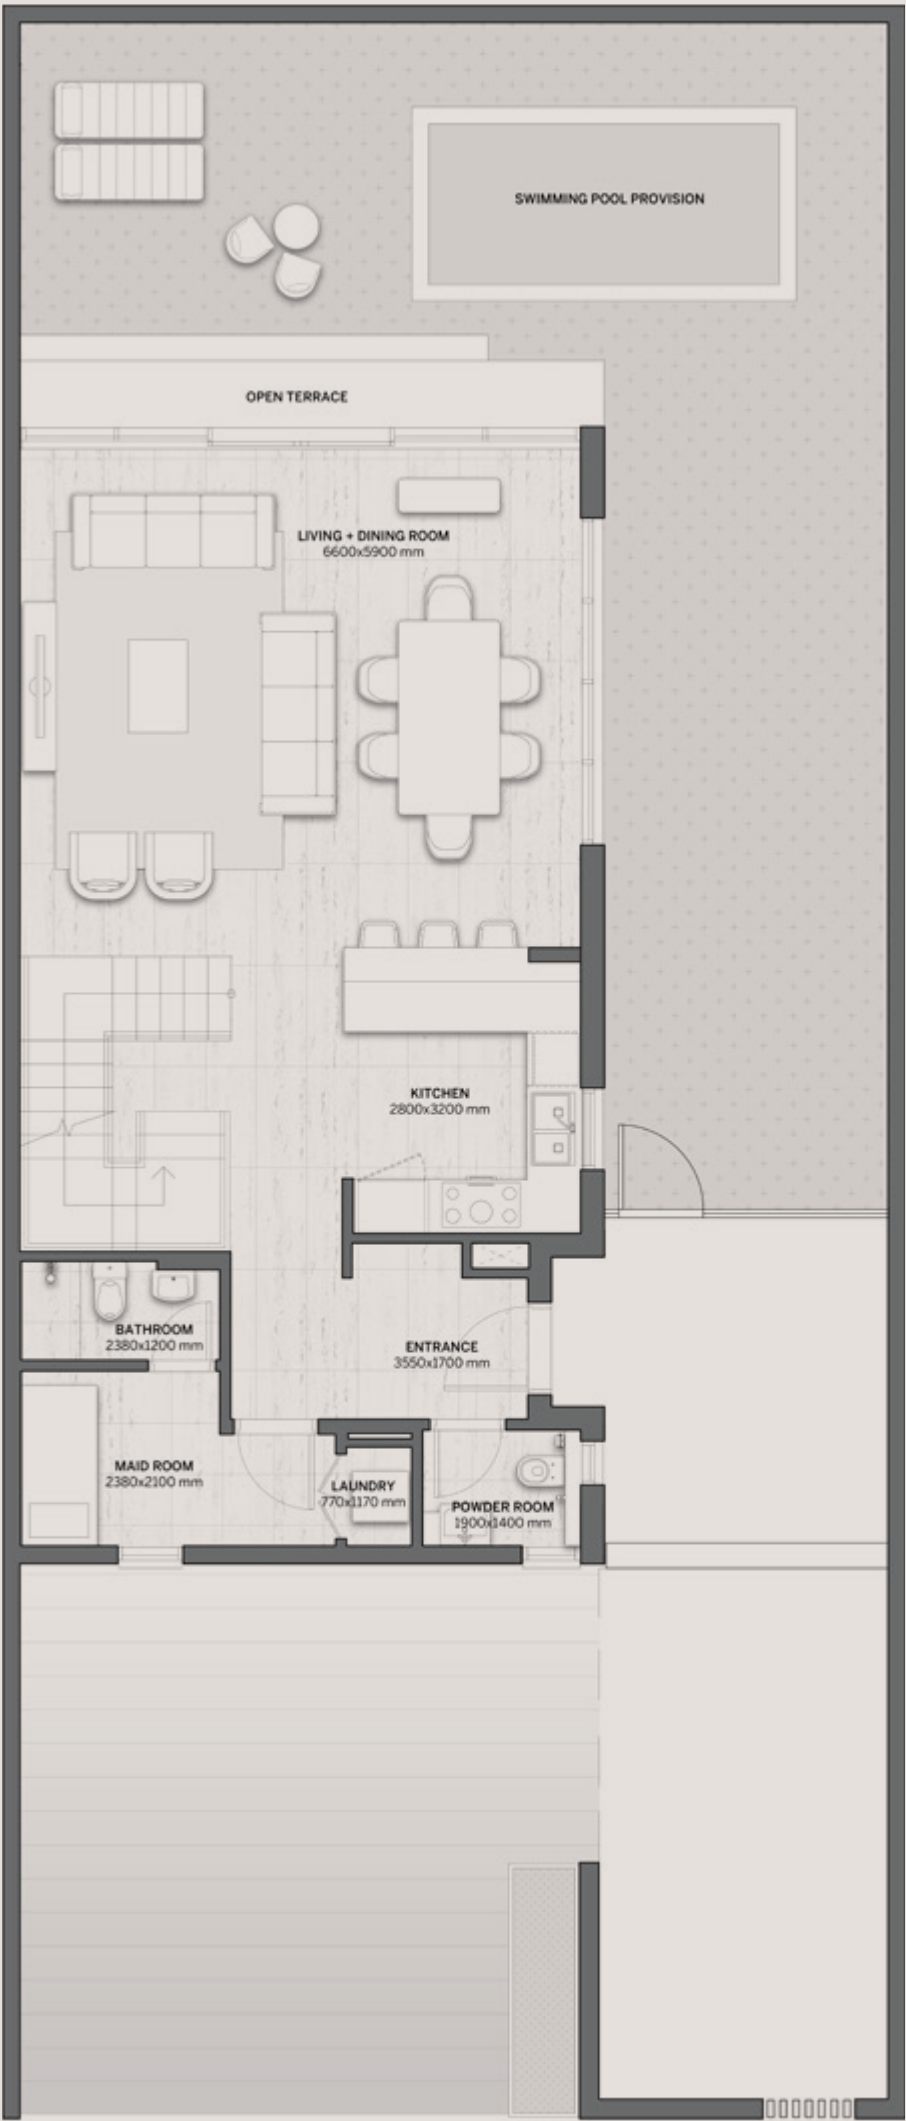 SWIMMING POOL PROVISION
OPEN TERRACE
LIVING + DINING ROOM
6600x5900 mm
KITCHEN
2800x3200 mm
BATHROOM
2380x1200 mm
ENTRANCE
3550x1700 mm
MAID ROOM
2380x2100 mm
LAUNDRY
770x1170 mm
POWDER ROOM
1900x1400 mm